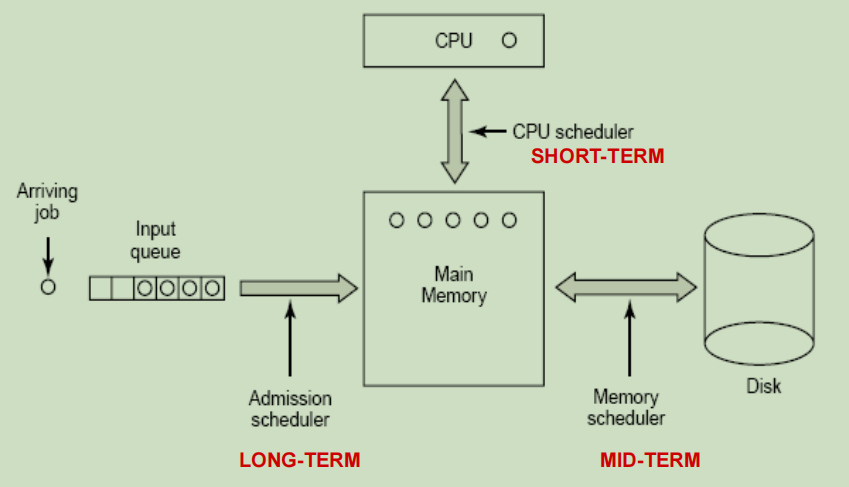 CPU
CPU scheduler
SHORT-TERM
Arriving
job
Input
queue
Main
Memory
Admission
scheduler
LONG-TERM
Memory
scheduler
MID-TERM
Disk